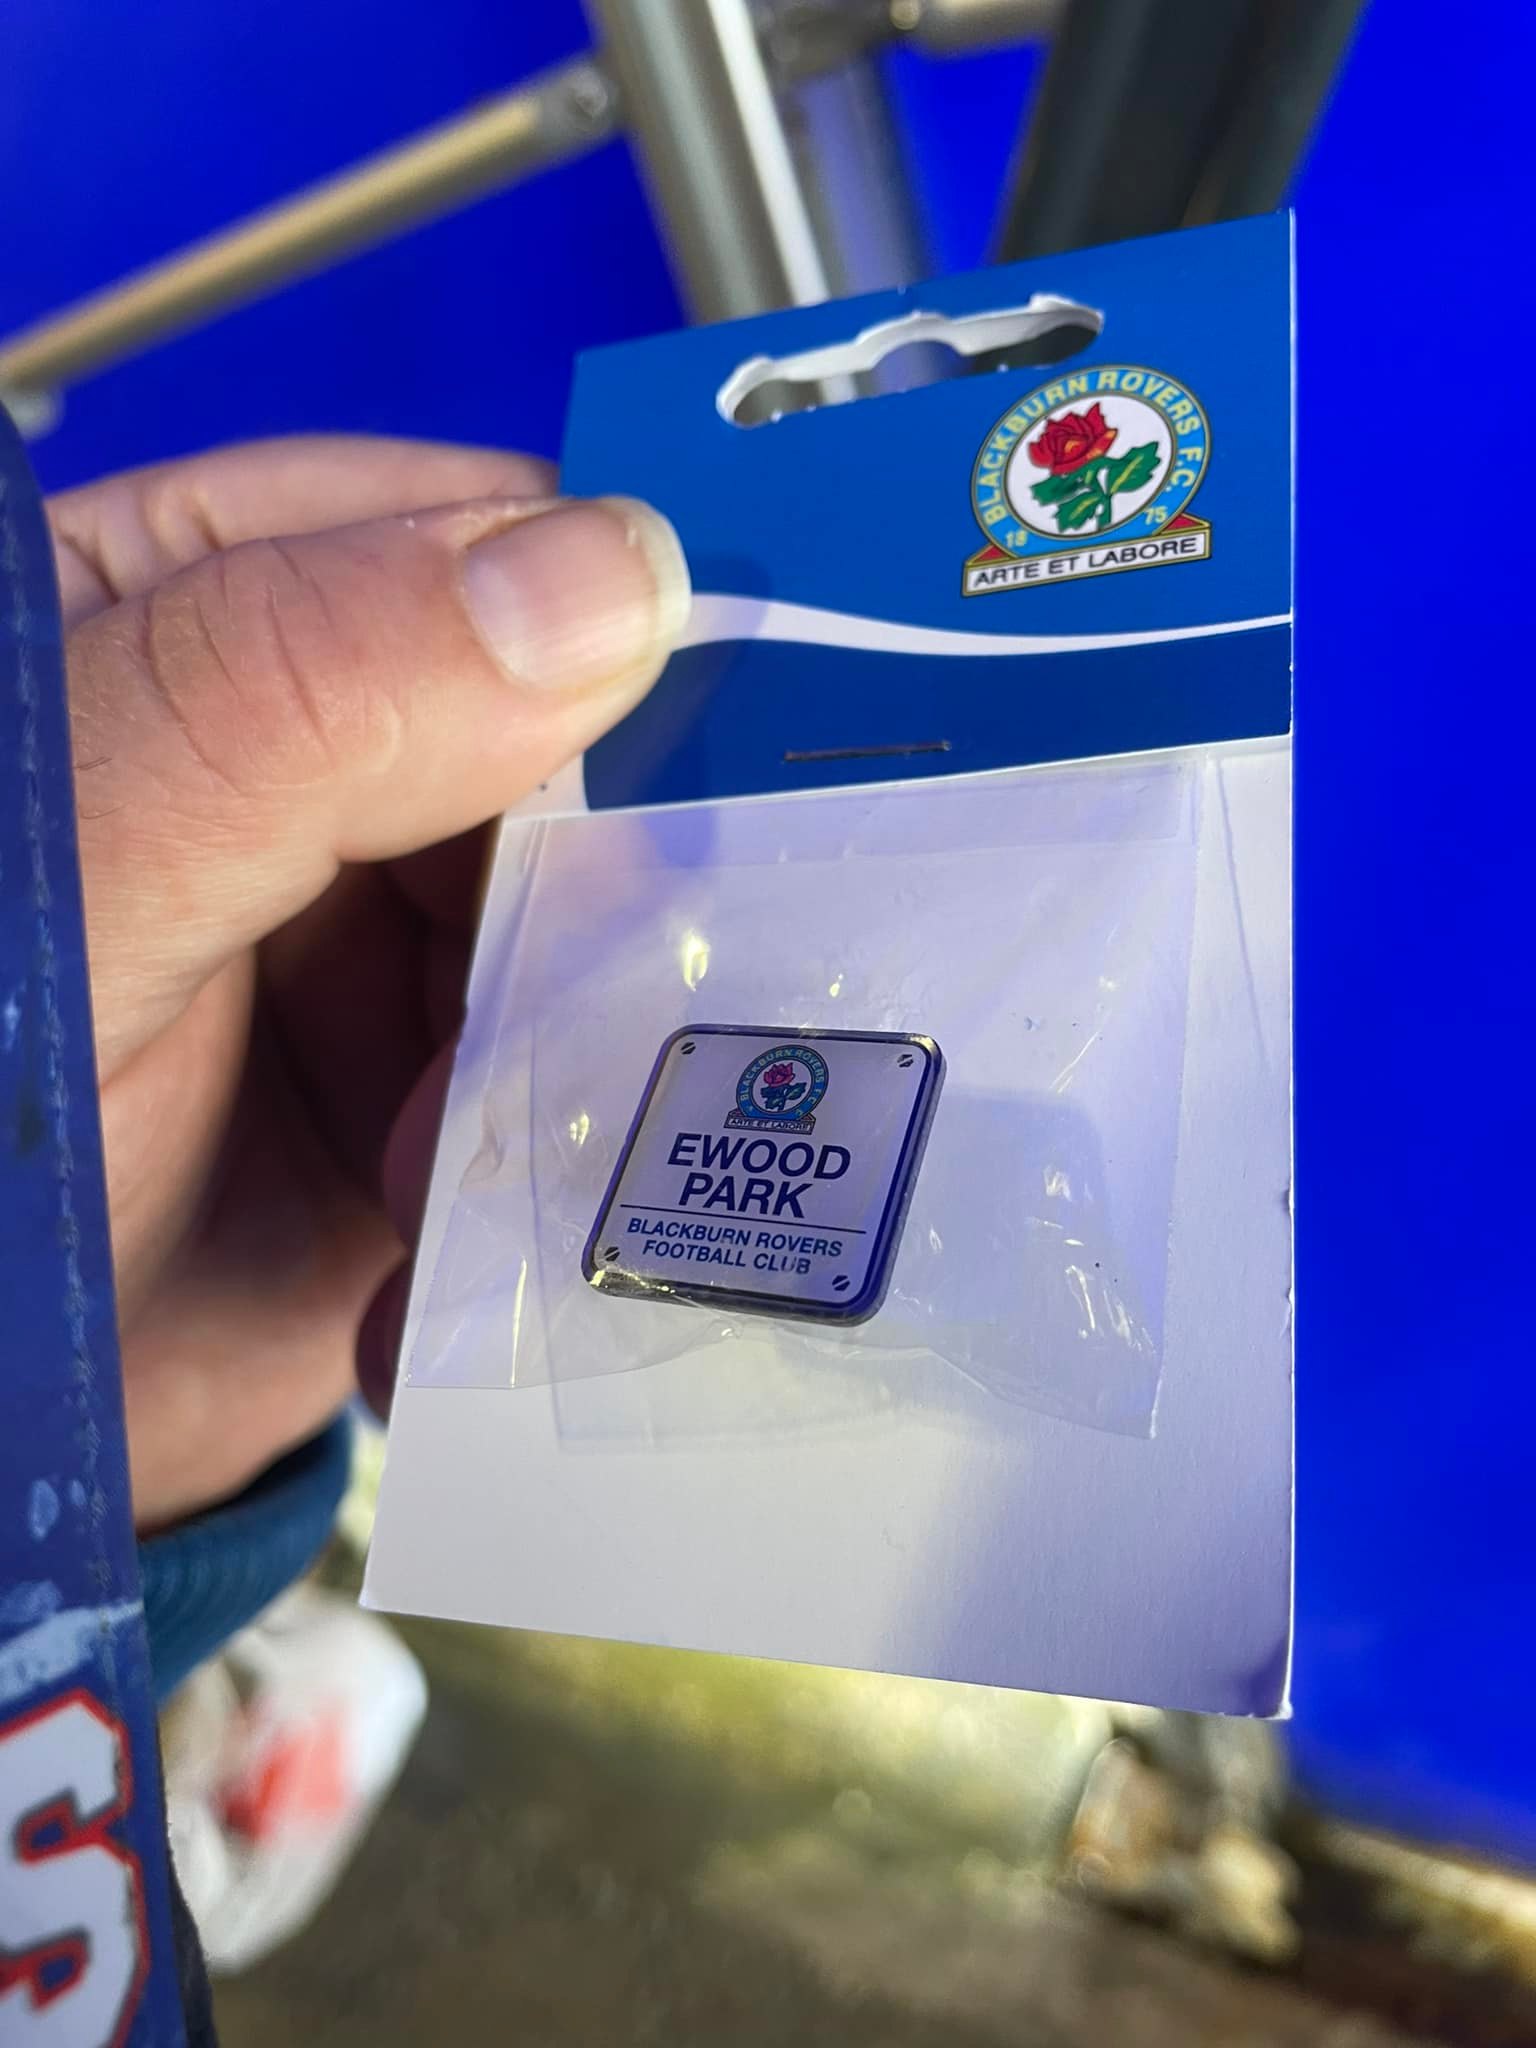 BLACKBURN ROVERS F.C.
18 75
ARTE ET LABORE
BLACKBURN ROVERS F.C.
ARTE ET LABORE
EWOOD
PARK
BLACKBURN ROVERS
FOOTBALL CLUB